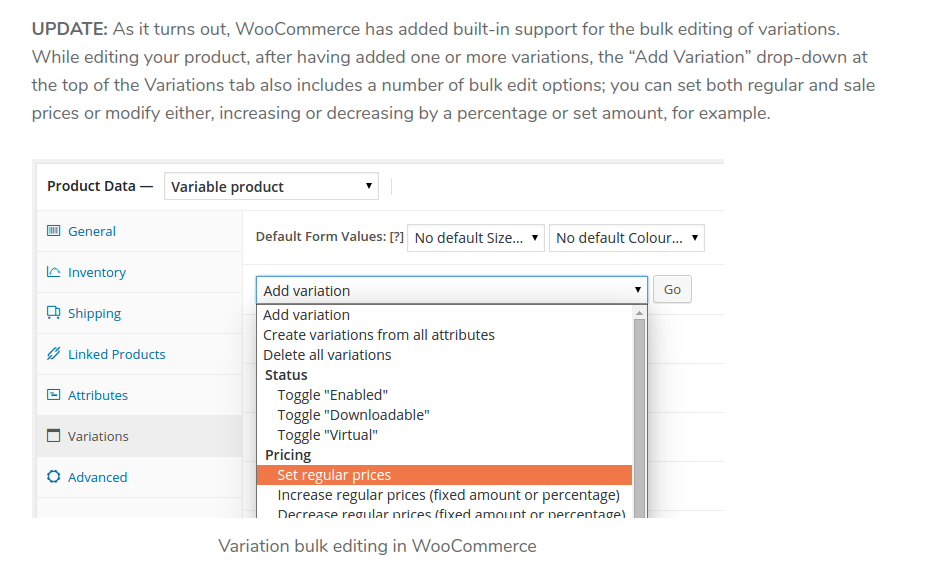 UPDATE: As it turns out, WooCommerce has added built-in support for the bulk editing of variations.
While editing your product, after having added one or more variations, the “Add Variation” drop-down at
the top of the Variations tab also includes a number of bulk edit options; you can set both regular and sale
prices or modify either, increasing or decreasing by a percentage or set amount, for example.
Product Data — Variable product
General
Inventory
Shipping
Linked Products
Attributes
Variations
Advanced
Default Form Values: [?] No default Size... No default Colour...
Add variation Go
Add variation
Create variations from all attributes
Delete all variations
Status
Toggle "Enabled"
Toggle "Downloadable"
Toggle "Virtual"
Pricing
Set regular prices
Increase regular prices (fixed amount or percentage)
Decrease regular prices (fixed amount or percentage)
Variation bulk editing in WooCommerce